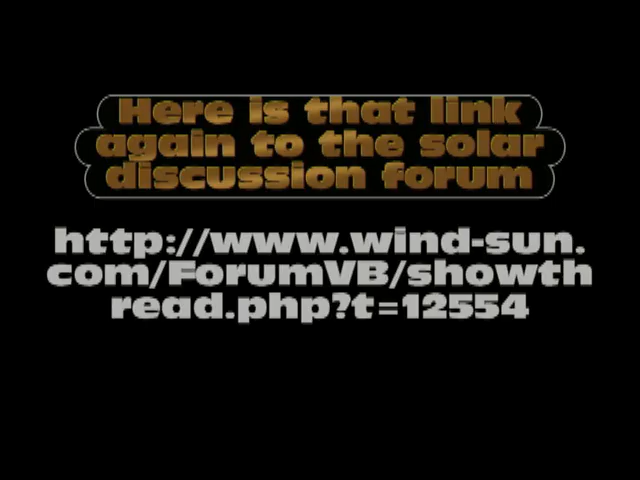 Here is that link
again to the solar
discussion forum
http://www.wind-sun.
com/ForumVB/showth
read.php?t=12554